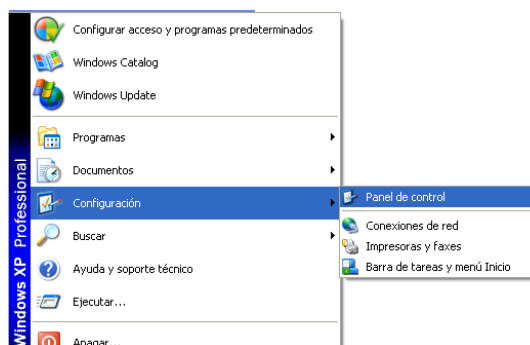 Configurar acceso y programas predeterminados
Windows Catalog
Windows Update
Programas
Documentos
Configuración
Buscar
Ayuda y soporte técnico
Ejecutar...
Apagar...
Panel de control
Conexiones de red
Impresoras y faxes
Barra de tareas y menú Inicio
Windows XP Professional